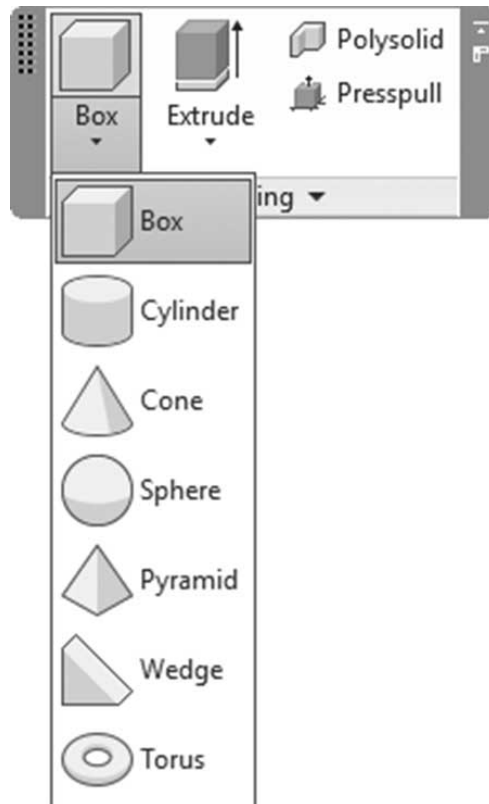 Polysolid
Presspull
Box
Extrude
ing
Box
Cylinder
Cone
Sphere
Pyramid
Wedge
Torus